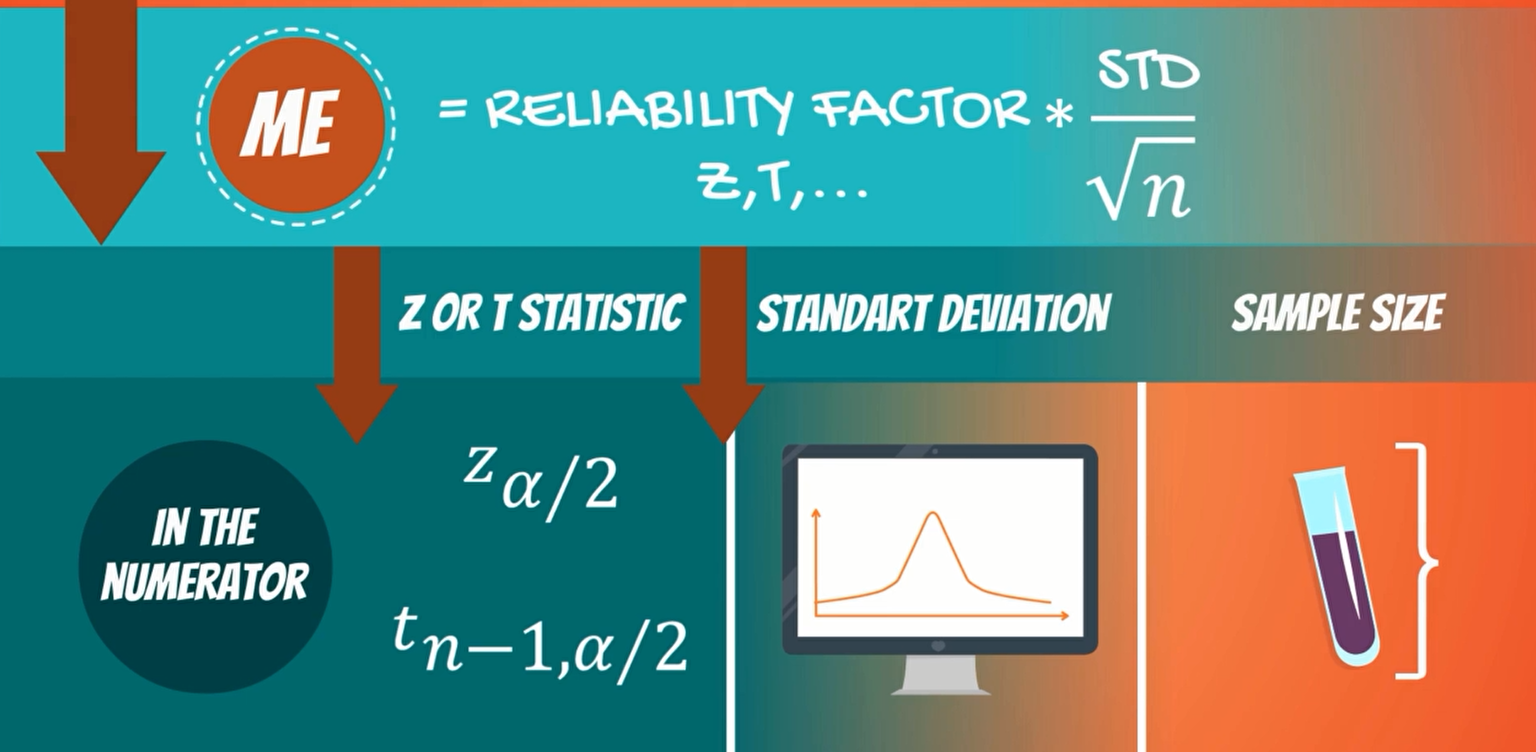 ME = RELIABILITY FACTOR * STD / √n
Z,T,...
Z OR T STATISTIC
STANDART DEVIATION
SAMPLE SIZE
IN THE
NUMERATOR
zα/2
tn−1,α/2